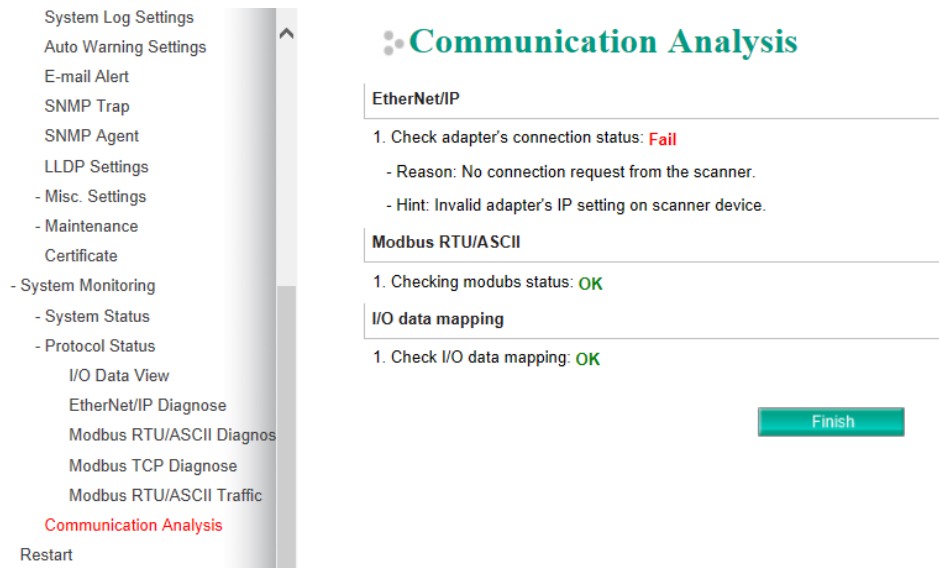 System Log Settings
Auto Warning Settings
E-mail Alert
SNMP Trap
SNMP Agent
LLDP Settings
- Misc. Settings
- Maintenance
Certificate
- System Monitoring
- System Status
- Protocol Status
I/O Data View
EtherNet/IP Diagnose
Modbus RTU/ASCII Diagnos
Modbus TCP Diagnose
Modbus RTU/ASCII Traffic
Communication Analysis
Restart
Communication Analysis
EtherNet/IP
1. Check adapter's connection status: Fail
- Reason: No connection request from the scanner.
- Hint: Invalid adapter's IP setting on scanner device.
Modbus RTU/ASCII
1. Checking modubs status: OK
I/O data mapping
1. Check I/O data mapping: OK
Finish